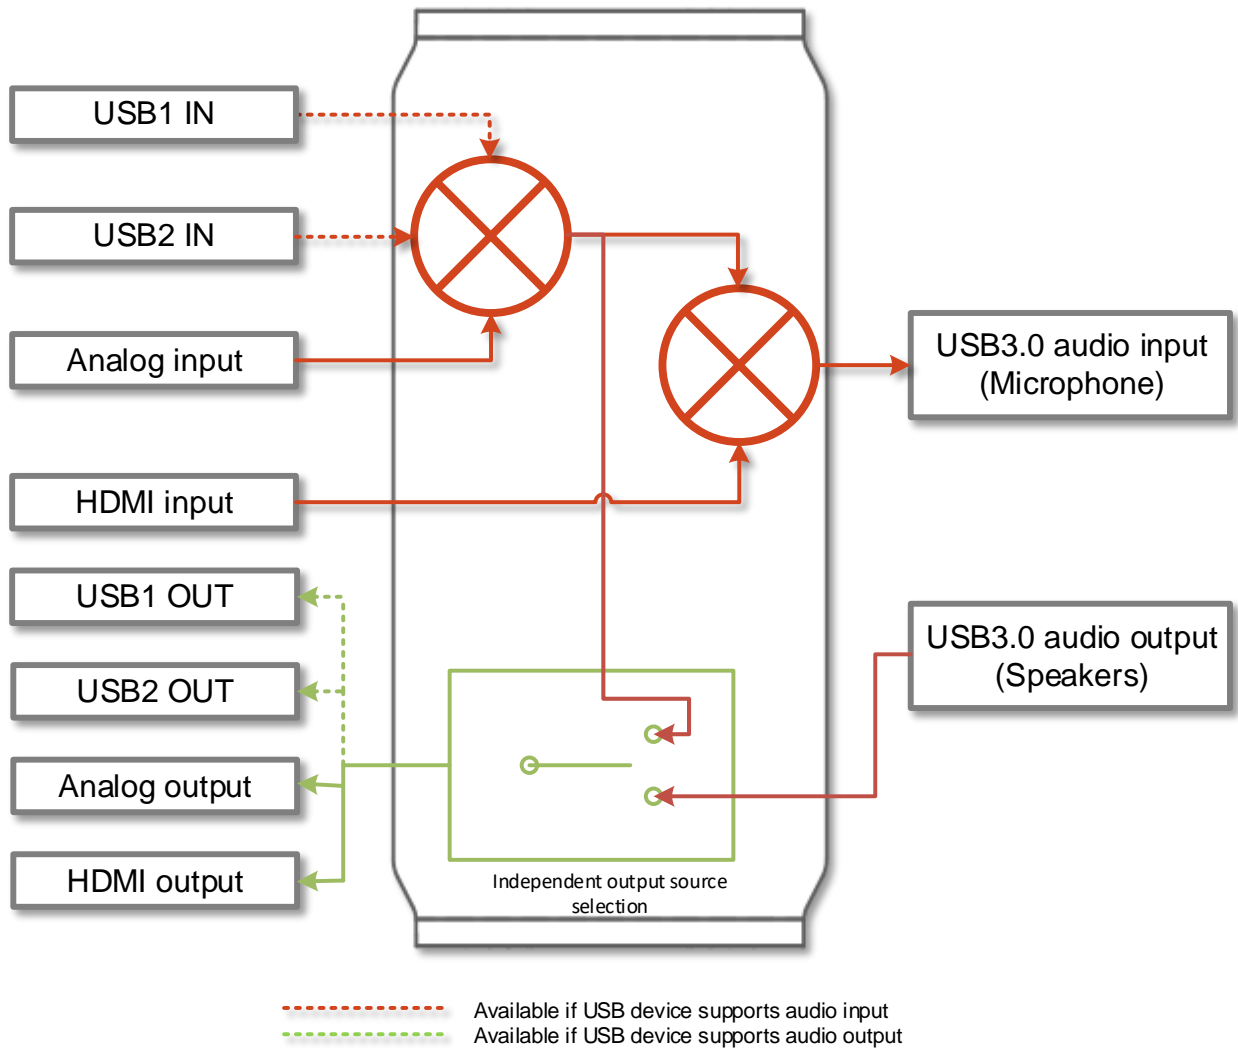 USB1 IN
USB2 IN
Analog input
HDMI input
USB1 OUT
USB2 OUT
Analog output
HDMI output
USB3.0 audio input
(Microphone)
USB3.0 audio output
(Speakers)
Independent output source
selection
Available if USB device supports audio input
Available if USB device supports audio output